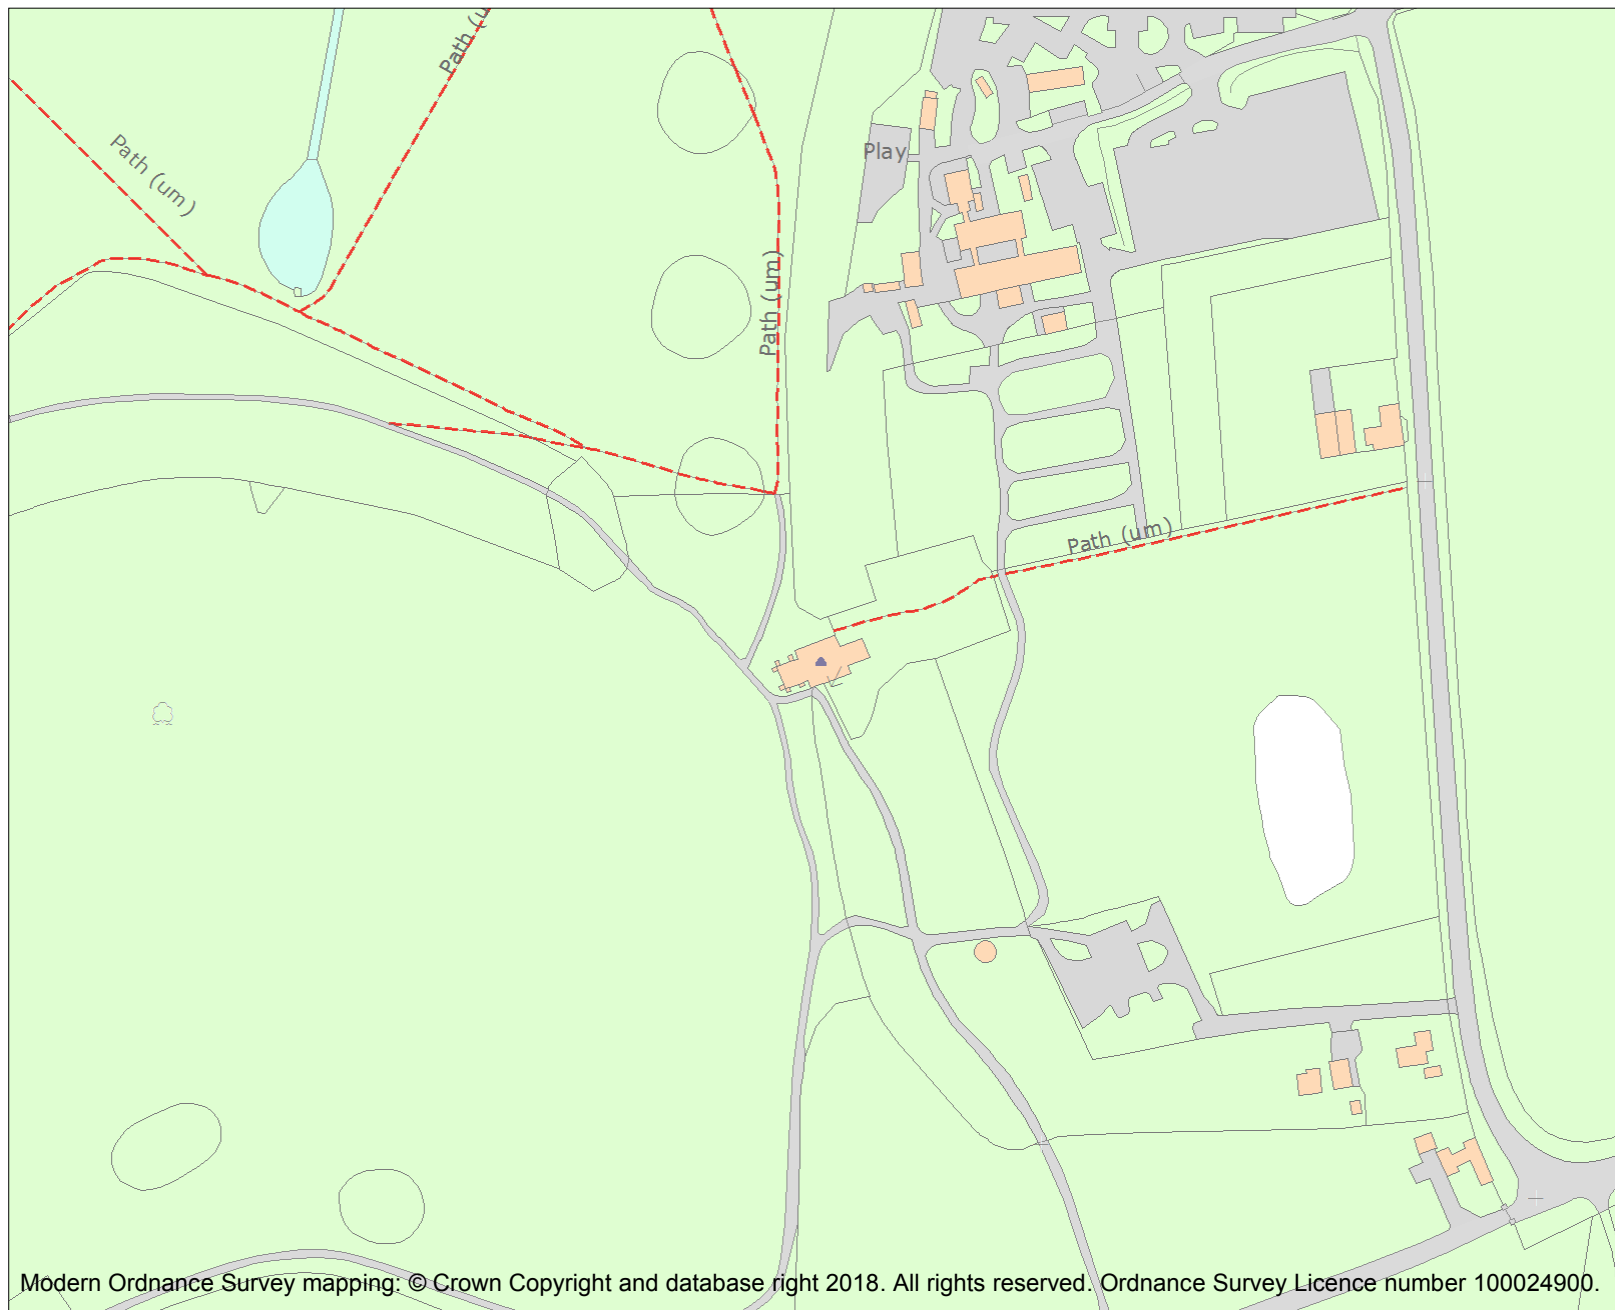 Path (u
Path (um)
Play
Path (um)
Path (um)
Modern Ordnance Survey mapping: © Crown Copyright and database right 2018. All rights reserved. Ordnance Survey Licence number 100024900.